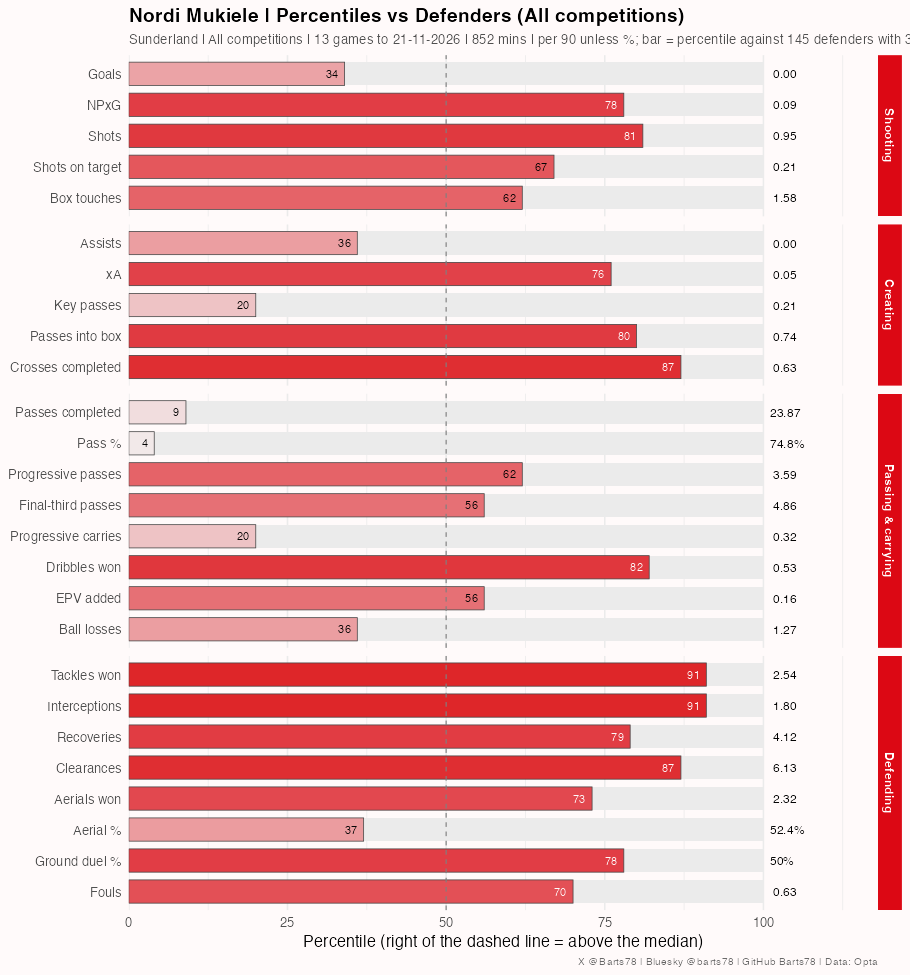 Nordi Mukiele | Percentiles vs Defenders (All competitions)
Sunderland | All competitions | 13 games to 21-11-2026 | 852 mins | per 90 unless %; bar = percentile against 145 defenders with 3
Goals 34 0.00
NPxG 78 0.09
Shots 81 0.95
Shots on target 67 0.21
Box touches 62 1.58
Shooting
Assists 36 0.00
xA 76 0.05
Key passes 20 0.21
Passes into box 80 0.74
Crosses completed 87 0.63
Creating
Passes completed 9 23.87
Pass % 4 74.8%
Progressive passes 62 3.59
Final-third passes 56 4.86
Progressive carries 20 0.32
Dribbles won 82 0.53
EPV added 56 0.16
Ball losses 36 1.27
Passing & carrying
Tackles won 91 2.54
Interceptions 91 1.80
Recoveries 79 4.12
Clearances 87 6.13
Aerials won 73 2.32
Aerial % 37 52.4%
Ground duel % 78 50%
Fouls 70 0.63
Defending
0 25 50 75 100
Percentile (right of the dashed line = above the median)
X @Barts78 | Bluesky @barts78 | GitHub Barts78 | Data: Opta